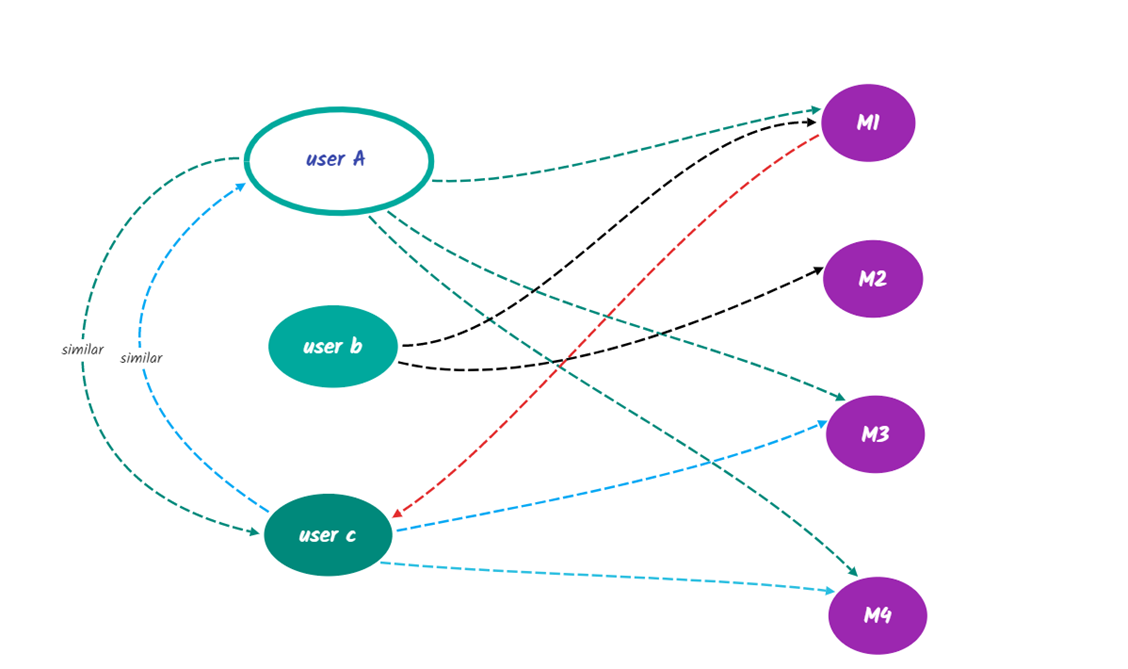 user A
M1
M2
user b
similar
similar
M3
user c
M4